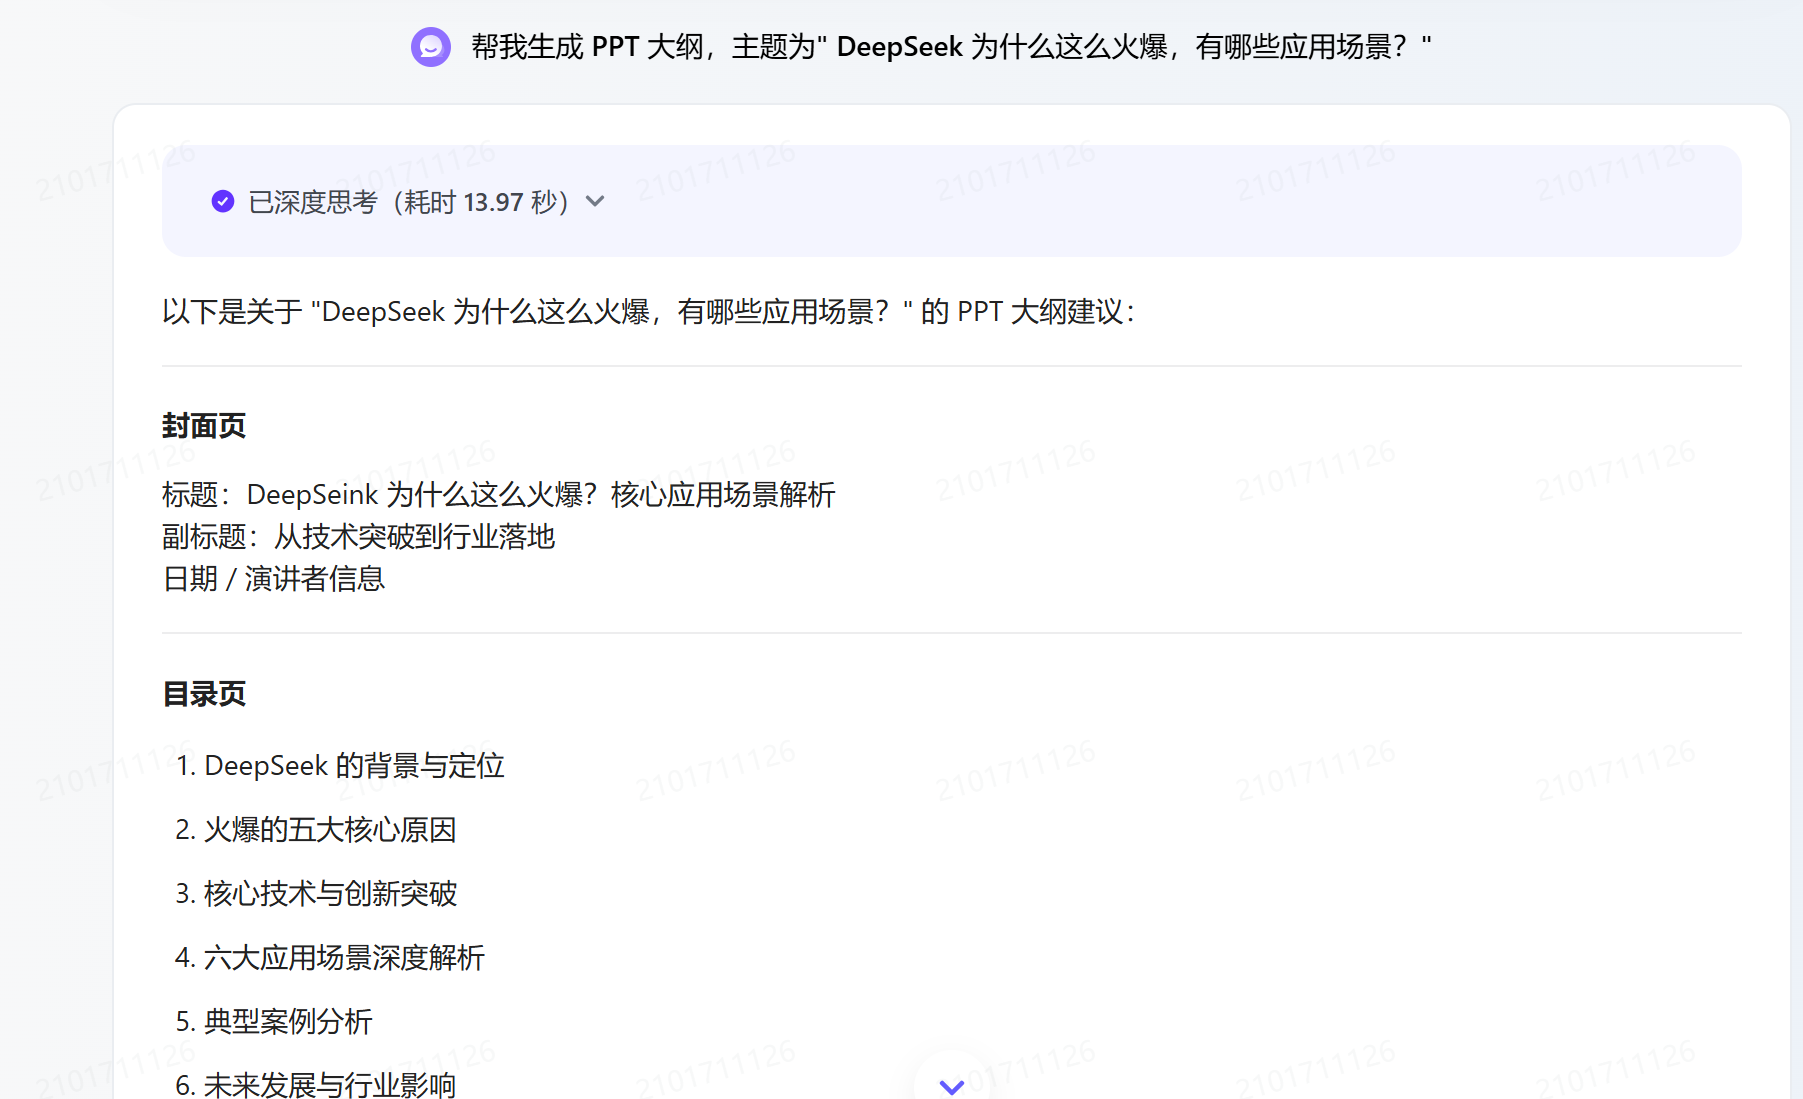 帮我生成 PPT 大纲，主题为" DeepSeek 为什么这么火爆，有哪些应用场景？"
已深度思考（耗时 13.97 秒）
以下是关于 "DeepSeek 为什么这么火爆，有哪些应用场景？" 的 PPT 大纲建议：
封面页
标题：DeepSeink 为什么这么火爆？核心应用场景解析
副标题：从技术突破到行业落地
日期 / 演讲者信息
目录页
1. DeepSeek 的背景与定位
2. 火爆的五大核心原因
3. 核心技术与创新突破
4. 六大应用场景深度解析
5. 典型案例分析
6. 未来发展与行业影响
2101711126